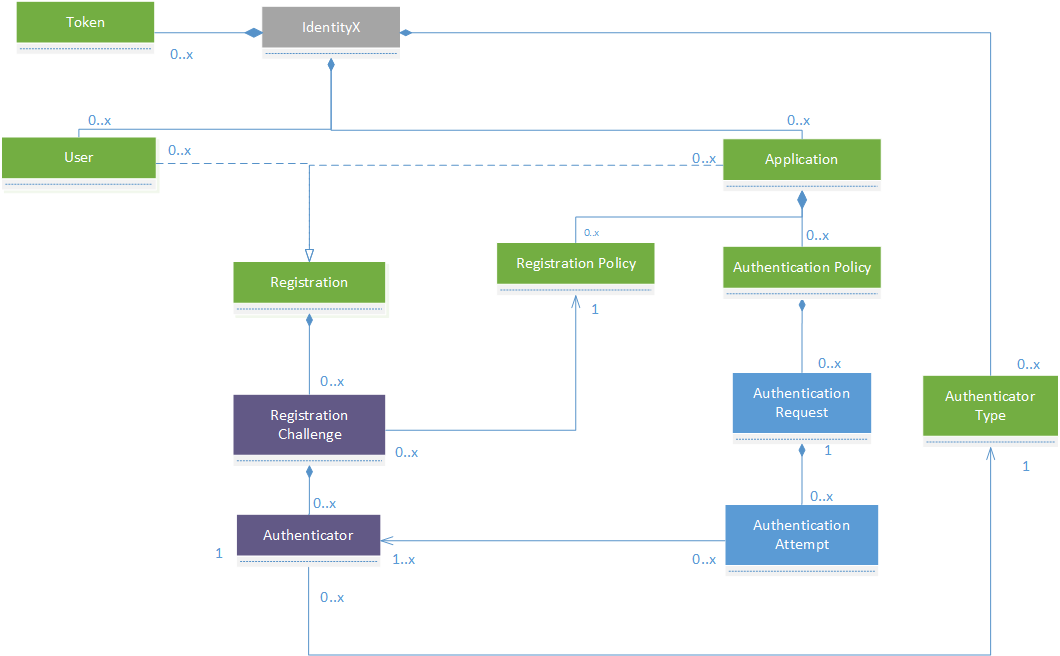 Token
IdentityX
0..x
0..x
0..x
User
0..x
0..x
Application
0..x
0..x
Registration Policy
Authentication Policy
Registration
1
0..x
0..x
0..x
Registration
Challenge
Authentication
Request
Authenticator
Type
0..x
1
1
0..x
0..x
Authenticator
Authentication
Attempt
1
1..x
0..x
0..x